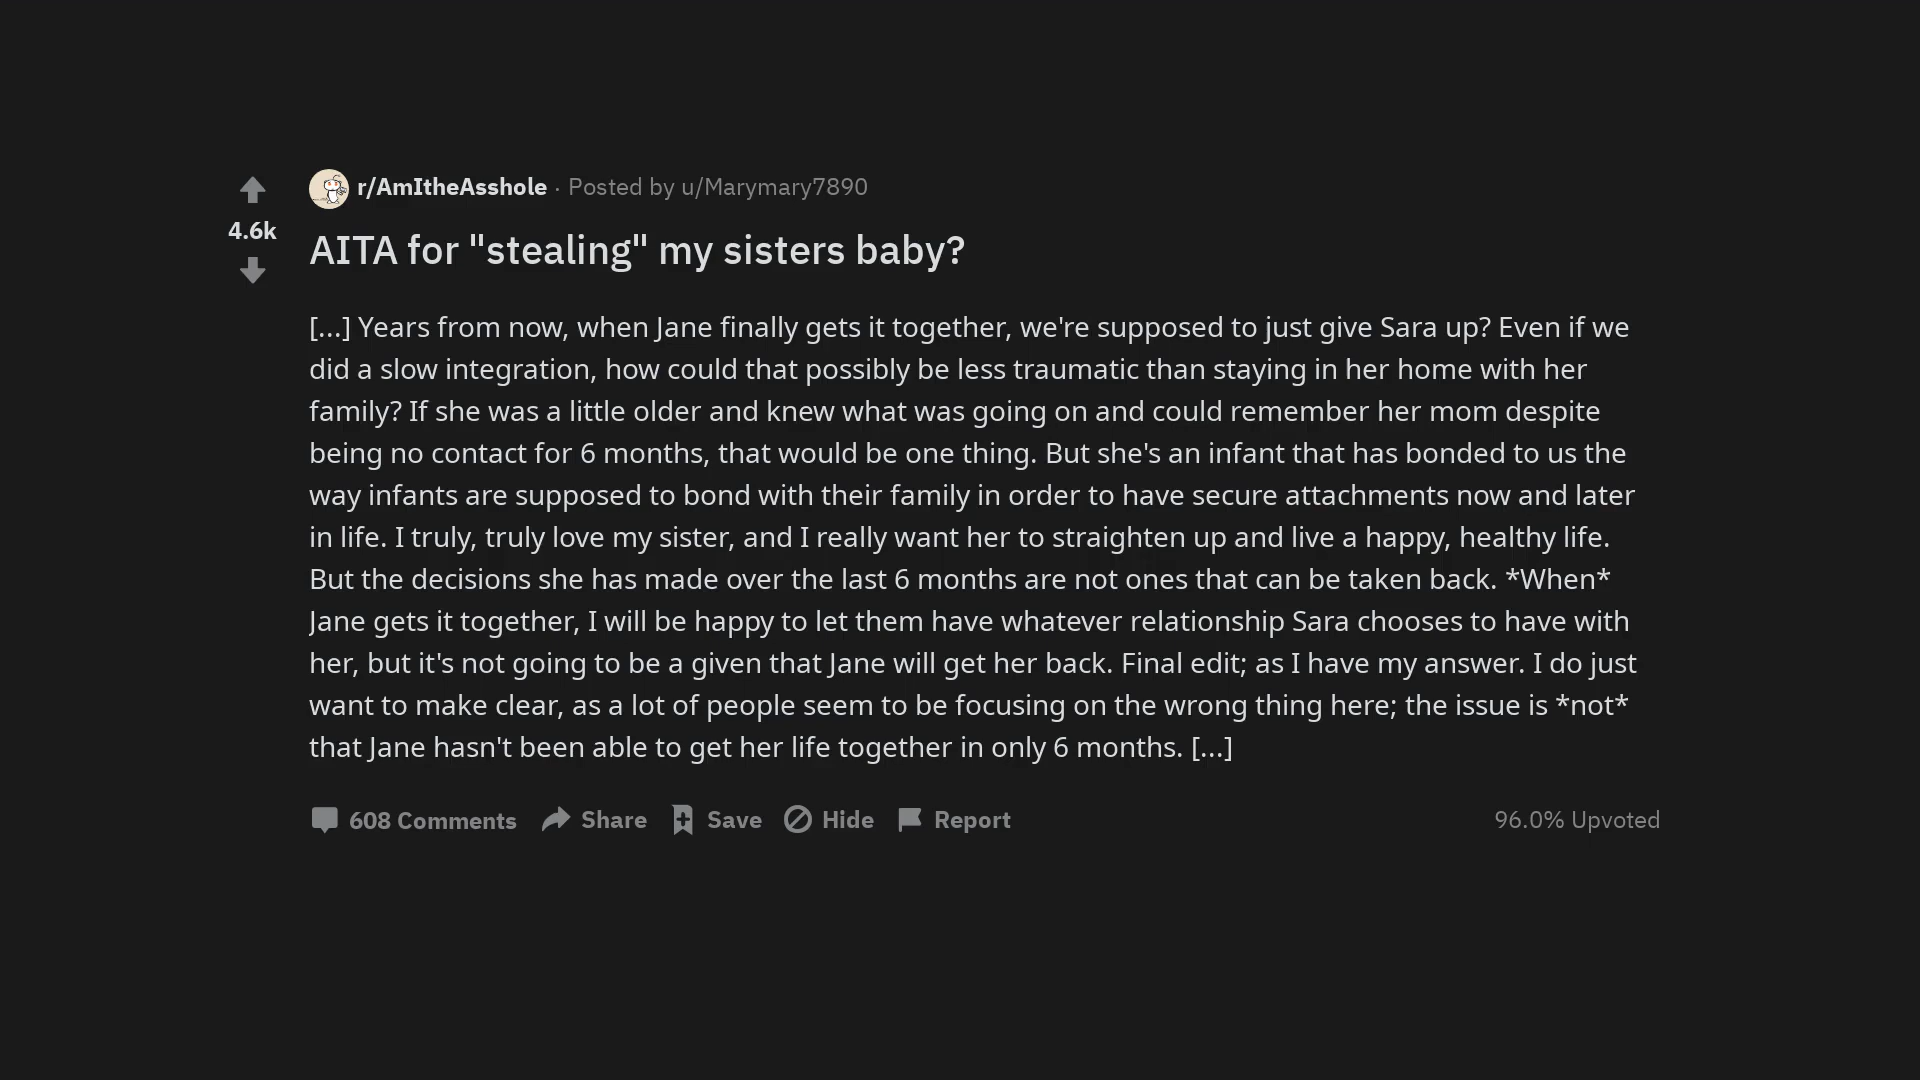 r/AmItheAsshole · Posted by u/Marymary7890
4.6k
AITA for "stealing" my sisters baby?
[...] Years from now, when Jane finally gets it together, we're supposed to just give Sara up? Even if we
did a slow integration, how could that possibly be less traumatic than staying in her home with her
family? If she was a little older and knew what was going on and could remember her mom despite
being no contact for 6 months, that would be one thing. But she's an infant that has bonded to us the
way infants are supposed to bond with their family in order to have secure attachments now and later
in life. I truly, truly love my sister, and I really want her to straighten up and live a happy, healthy life.
But the decisions she has made over the last 6 months are not ones that can be taken back. *When*
Jane gets it together, I will be happy to let them have whatever relationship Sara chooses to have with
her, but it's not going to be a given that Jane will get her back. Final edit; as I have my answer. I do just
want to make clear, as a lot of people seem to be focusing on the wrong thing here; the issue is *not*
that Jane hasn't been able to get her life together in only 6 months. [...]
608 Comments Share Save Hide Report 96.0% Upvoted